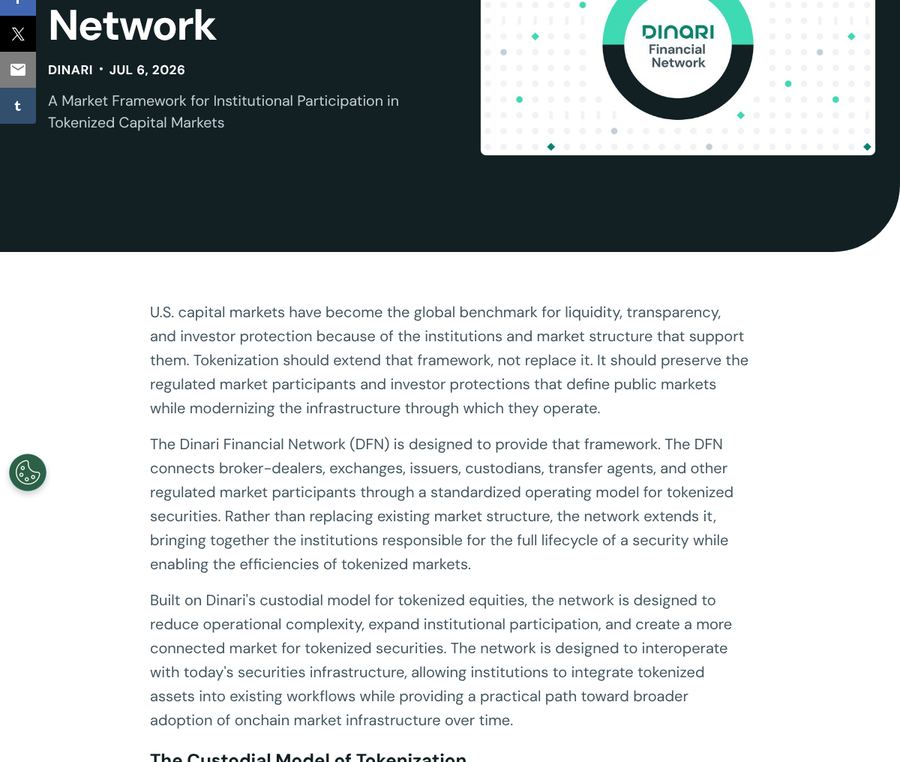 Network
DINARI • JUL 6, 2026
A Market Framework for Institutional Participation in
Tokenized Capital Markets
DINARI
Financial
Network
t
U.S. capital markets have become the global benchmark for liquidity, transparency,
and investor protection because of the institutions and market structure that support
them. Tokenization should extend that framework, not replace it. It should preserve the
regulated market participants and investor protections that define public markets
while modernizing the infrastructure through which they operate.
The Dinari Financial Network (DFN) is designed to provide that framework. The DFN
connects broker-dealers, exchanges, issuers, custodians, transfer agents, and other
regulated market participants through a standardized operating model for tokenized
securities. Rather than replacing existing market structure, the network extends it,
bringing together the institutions responsible for the full lifecycle of a security while
enabling the efficiencies of tokenized markets.
Built on Dinari's custodial model for tokenized equities, the network is designed to
reduce operational complexity, expand institutional participation, and create a more
connected market for tokenized securities. The network is designed to interoperate
with today's securities infrastructure, allowing institutions to integrate tokenized
assets into existing workflows while providing a practical path toward broader
adoption of onchain market infrastructure over time.
The Custodial Model of Tokenization